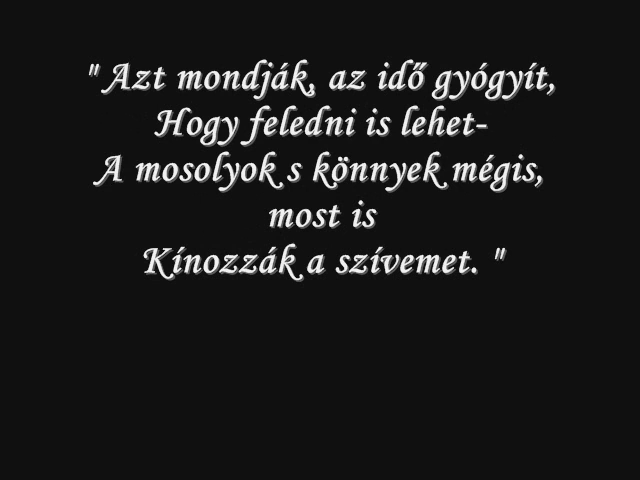 " Azt mondják, az idő gyógyít,
Hogy feledni is lehet-
A mosolyok s könnyek mégis,
most is
Kínozzák a szívemet. "